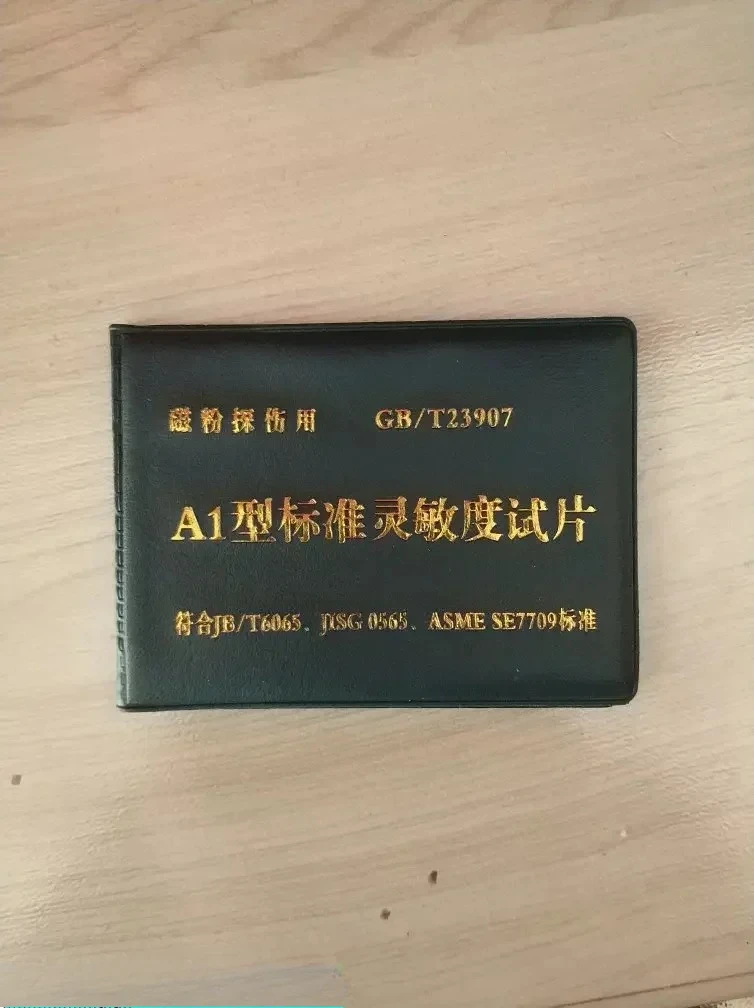 磁粉探伤用 GB/T23907
A1型标准灵敏度试片
符合JB/T6065、JISG 0565、ASME SE7709标准